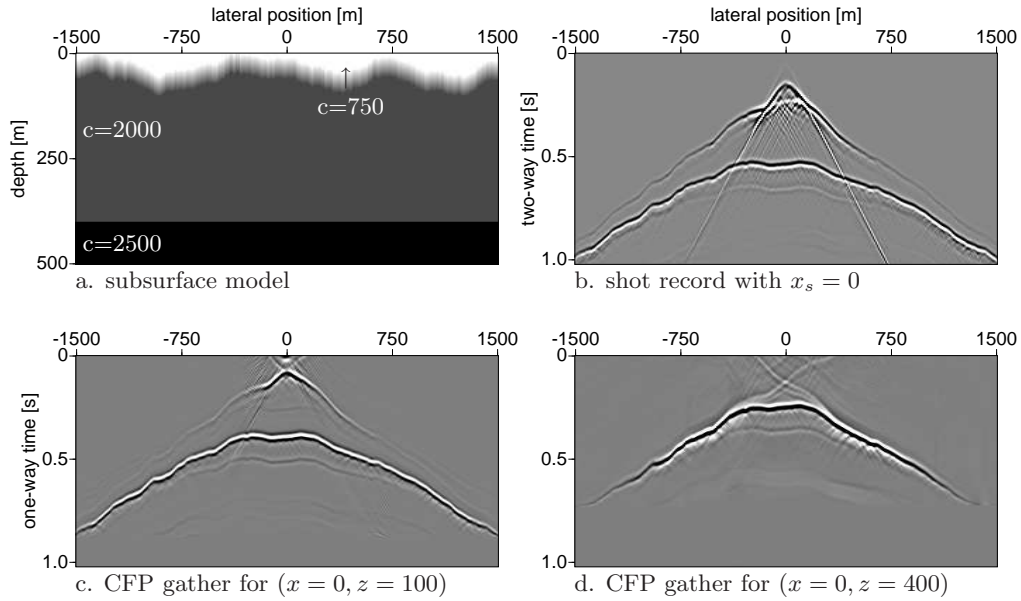 lateral position [m]
-1500 -750 0 750 1500
0
250
500
depth [m]
c=750
c=2000
c=2500
a. subsurface model
lateral position [m]
-1500 -750 0 750 1500
0
0.5
1.0
two-way time [s]
b. shot record with x_s = 0
-1500 -750 0 750 1500
0
0.5
1.0
one-way time [s]
c. CFP gather for (x = 0, z = 100)
-1500 -750 0 750 1500
0
0.5
1.0
d. CFP gather for (x = 0, z = 400)